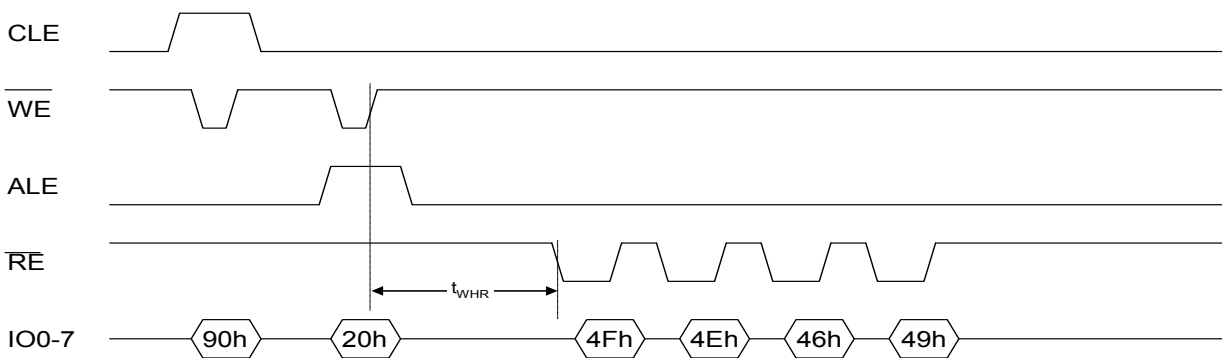 CLE
WE
ALE
RE
tWHR
IO0-7 90h 20h 4Fh 4Eh 46h 49h